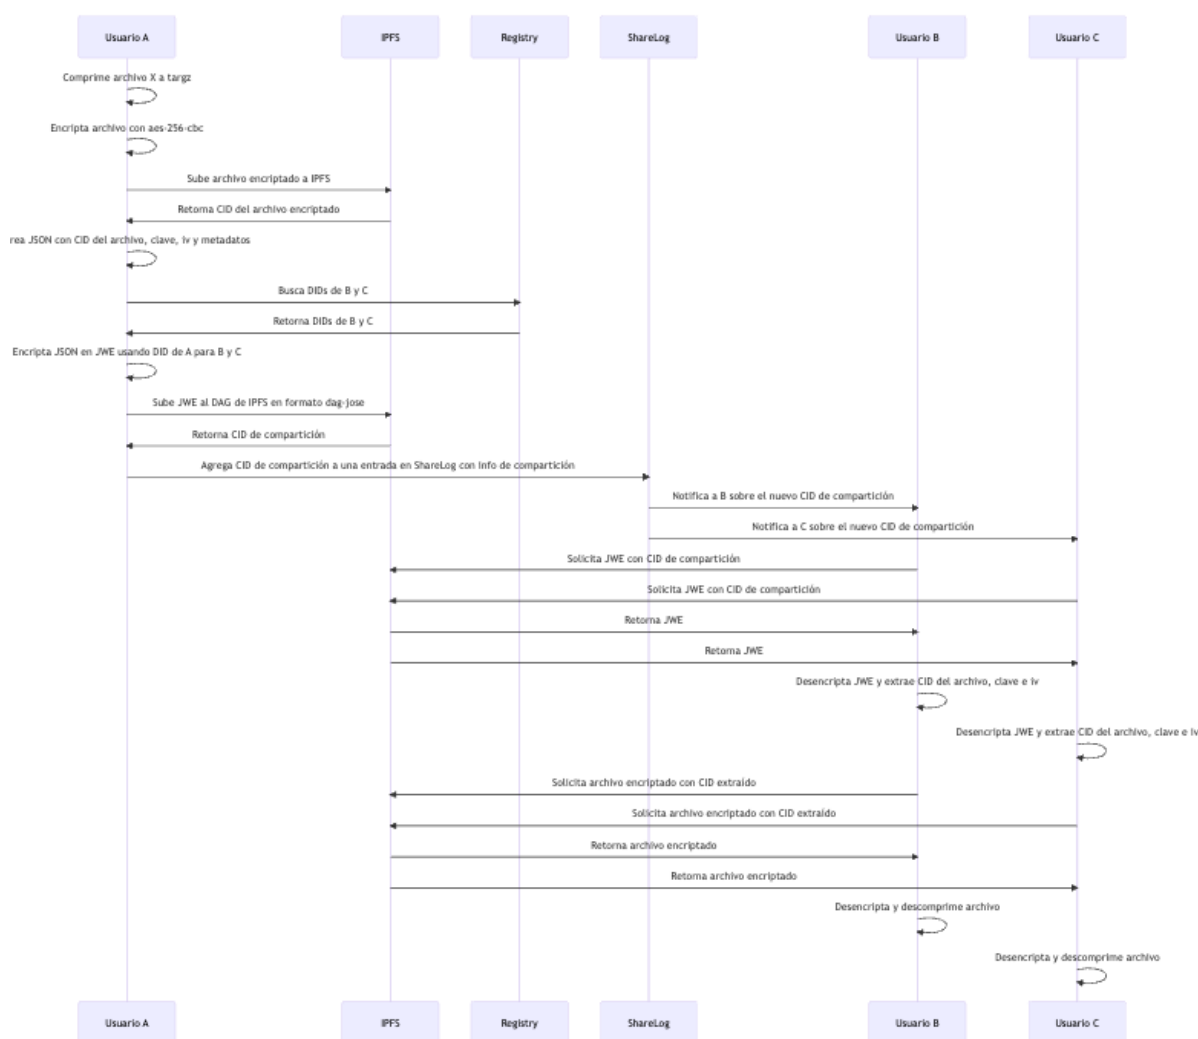 Usuario A
IPFS
Registry
ShareLog
Usuario B
Usuario C
Comprime archivo X a targz
Encripta archivo con aes-256-cbc
Sube archivo encriptado a IPFS
Retorna CID del archivo encriptado
rea JSON con CID del archivo, clave, iv y metadatos
Busca DIDs de B y C
Retorna DIDs de B y C
Encripta JSON en JWE usando DID de A para B y C
Sube JWE al DAG de IPFS en formato dag-jose
Retorna CID de compartición
Agrega CID de compartición a una entrada en ShareLog con info de compartición
Notifica a B sobre el nuevo CID de compartición
Notifica a C sobre el nuevo CID de compartición
Solicita JWE con CID de compartición
Solicita JWE con CID de compartición
Retorna JWE
Retorna JWE
Desencripta JWE y extrae CID del archivo, clave e iv
Desencripta JWE y extrae CID del archivo, clave e iv
Solicita archivo encriptado con CID extraído
Solicita archivo encriptado con CID extraído
Retorna archivo encriptado
Retorna archivo encriptado
Desencripta y descomprime archivo
Desencripta y descomprime archivo
Usuario A
IPFS
Registry
ShareLog
Usuario B
Usuario C